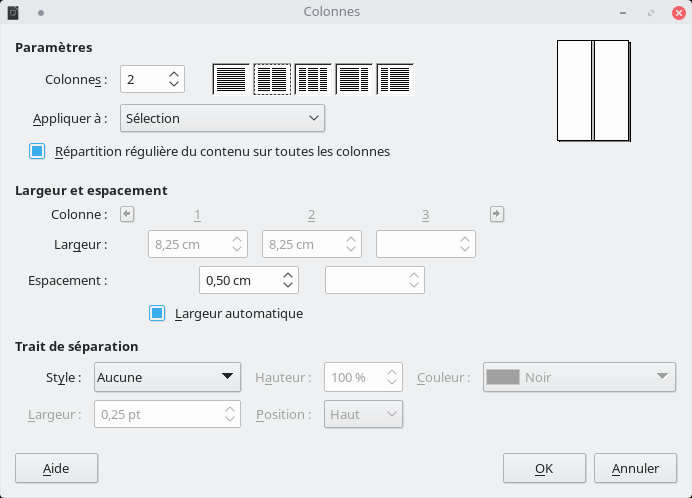 Colonnes
Paramètres
Colonnes : 2
Appliquer à : Sélection
Répartition régulière du contenu sur toutes les colonnes
Largeur et espacement
Colonne : 1 2 3
Largeur : 8,25 cm 8,25 cm
Espacement : 0,50 cm
Largeur automatique
Trait de séparation
Style : Aucune Hauteur : 100 % Couleur : Noir
Largeur : 0,25 pt Position : Haut
Aide OK Annuler